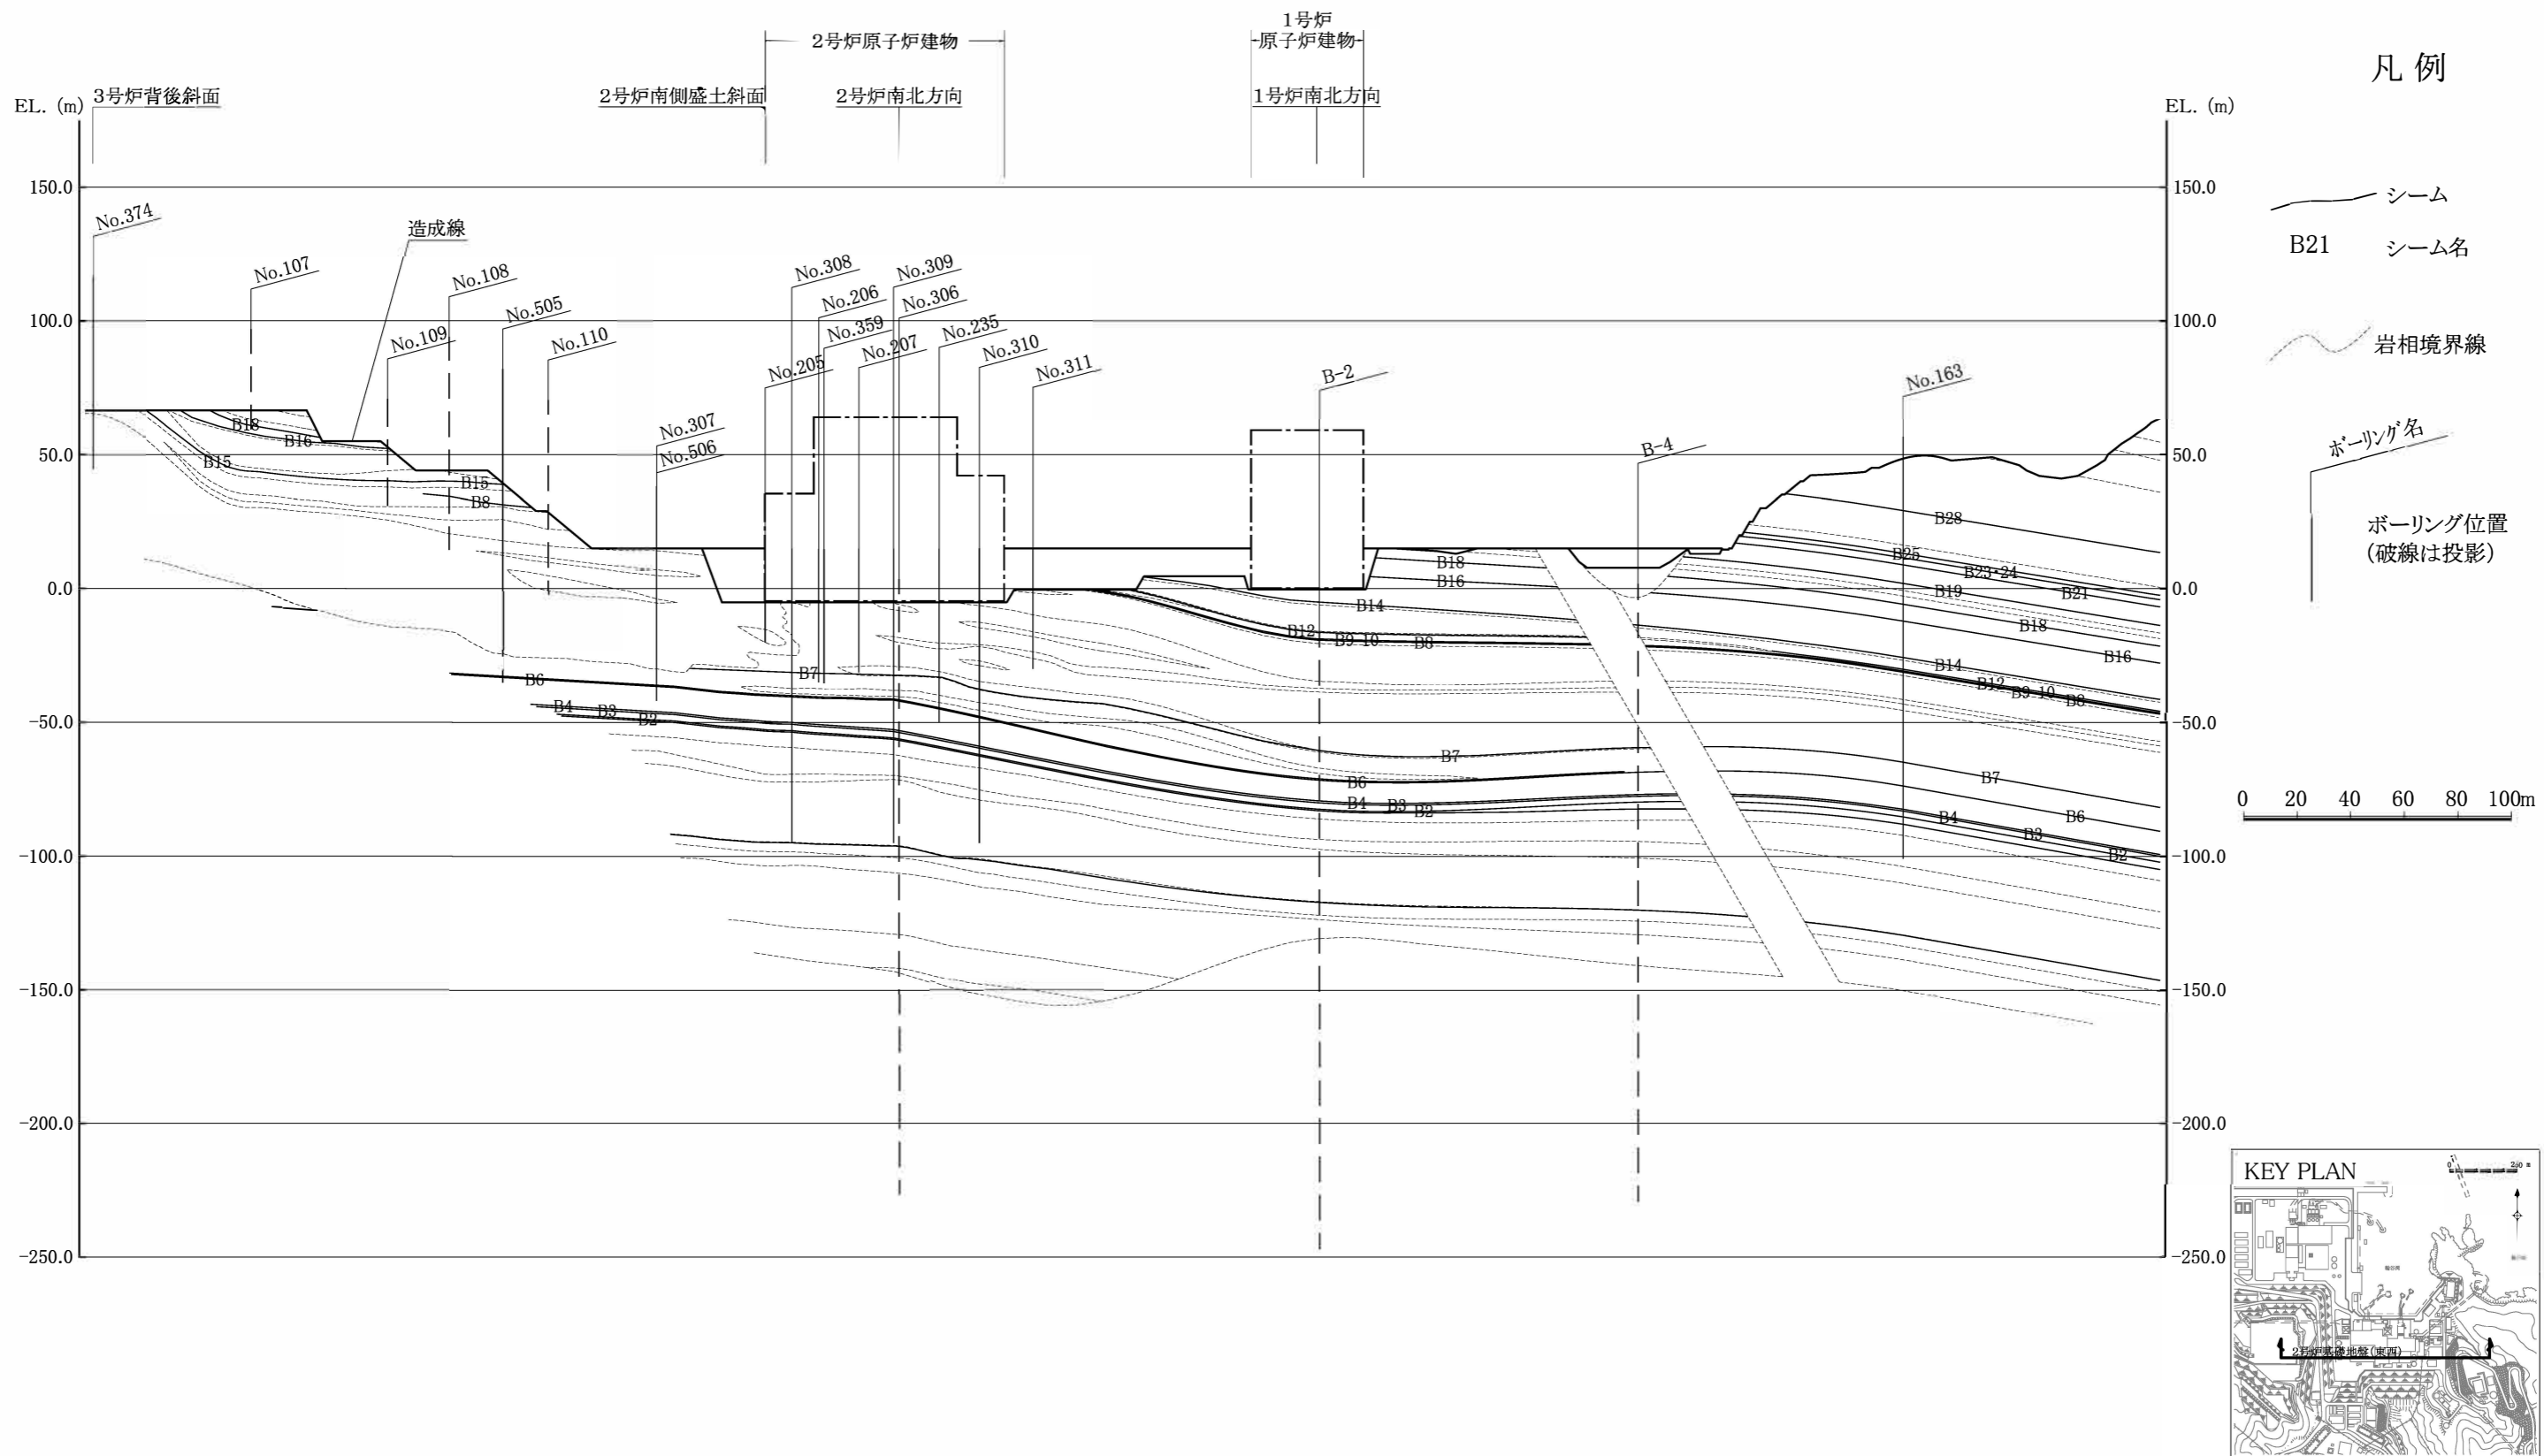 1号炉
2号炉原子炉建物
原子炉建物
凡例
EL. (m)
3号炉背後斜面
2号炉南側盛土斜面
2号炉南北方向
1号炉南北方向
EL. (m)
150.0
150.0
シーム
B21
シーム名
No.374
造成線
No.107
No.108
No.505
No.109
No.110
No.308
No.309
No.206
No.306
No.359
No.235
No.205
No.207
No.310
No.311
No.307
No.506
B-2
B-4
No.163
100.0
100.0
岩相境界線
ボーリング名
ボーリング位置
(破線は投影)
50.0
50.0
B18
B16
B15
B15
B8
B28
B25
B23・24
B19
B21
B18
B16
B14
B12
B9-10
B8
B18
B16
B14
B12
B9-10
B8
0.0
0.0
B7
B6
B4
B3
B2
-50.0
-50.0
B7
B6
B4
B3
B2
B7
B6
B4
B3
B2
0 20 40 60 80 100m
-100.0
-100.0
-150.0
-150.0
-200.0
-200.0
-250.0
-250.0
KEY PLAN
2号炉基礎地盤(東西)